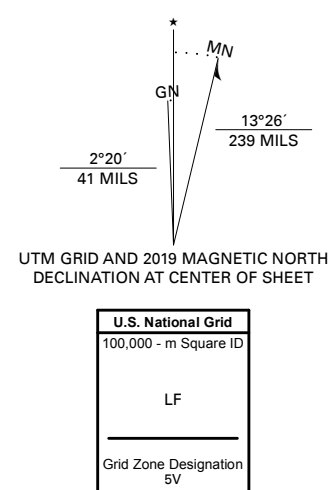 ★
MN
GN
13°26´
239 MILS
2°20´
41 MILS
UTM GRID AND 2019 MAGNETIC NORTH
DECLINATION AT CENTER OF SHEET
U.S. National Grid
100,000 - m Square ID
LF
Grid Zone Designation
5V